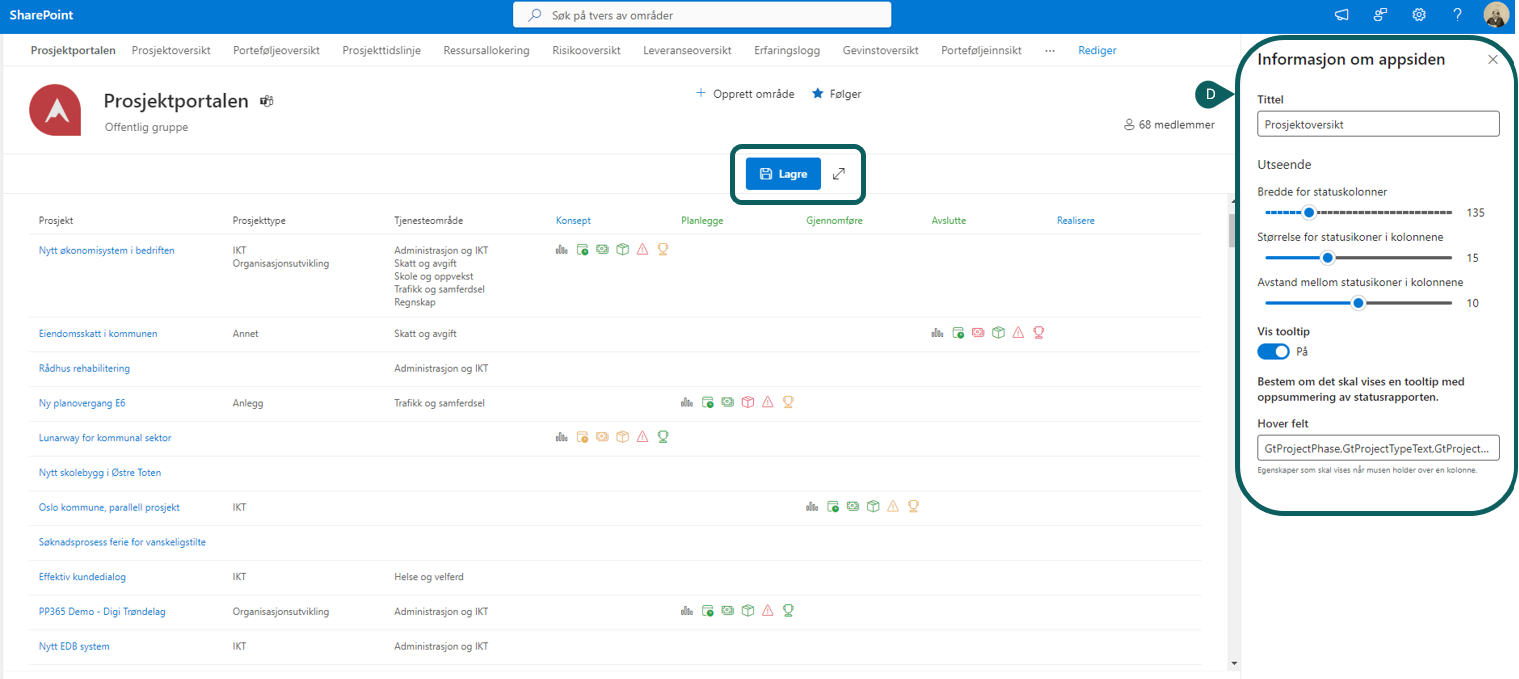 SharePoint
Søk på tvers av områder
?
Prosjektportalen Prosjektoversikt Porteføljeoversikt Prosjekttidslinje Ressursallokering Risikooversikt Leveranseoversikt Erfaringslogg Gevinstoversikt Porteføljeinnsikt ··· Rediger
Prosjektportalen
Offentlig gruppe
+ Opprett område
Følger
68 medlemmer
Lagre
Prosjekt Prosjekttype Tjenesteområde Konsept Planlegge Gjennomføre Avslutte Realisere
Nytt økonomisystem i bedriften
IKT
Organisasjonsutvikling
Administrasjon og IKT
Skatt og avgift
Skole og oppvekst
Trafikk og samferdsel
Regnskap
Eiendomsskatt i kommunen Annet Skatt og avgift
Rådhus rehabilitering Administrasjon og IKT
Ny planovergang E6 Anlegg Trafikk og samferdsel
Lunarway for kommunal sektor
Nytt skolebygg i Østre Toten
Oslo kommune, parallell prosjekt IKT
Søknadsprosess ferie for vanskeligstilte
Effektiv kundedialog IKT Helse og velferd
PP365 Demo - Digi Trøndelag Organisasjonsutvikling Administrasjon og IKT
Nytt EDB system IKT Administrasjon og IKT
D
Informasjon om appsiden
Tittel
Prosjektoversikt
Utseende
Bredde for statuskolonner
135
Størrelse for statusikoner i kolonnene
15
Avstand mellom statusikoner i kolonnene
10
Vis tooltip
På
Bestem om det skal vises en tooltip med
oppsummering av statusrapporten.
Hover felt
GtProjectPhase,GtProjectTypeText,GtProject...
Egenskaper som skal vises når musen holder over en kolonne.